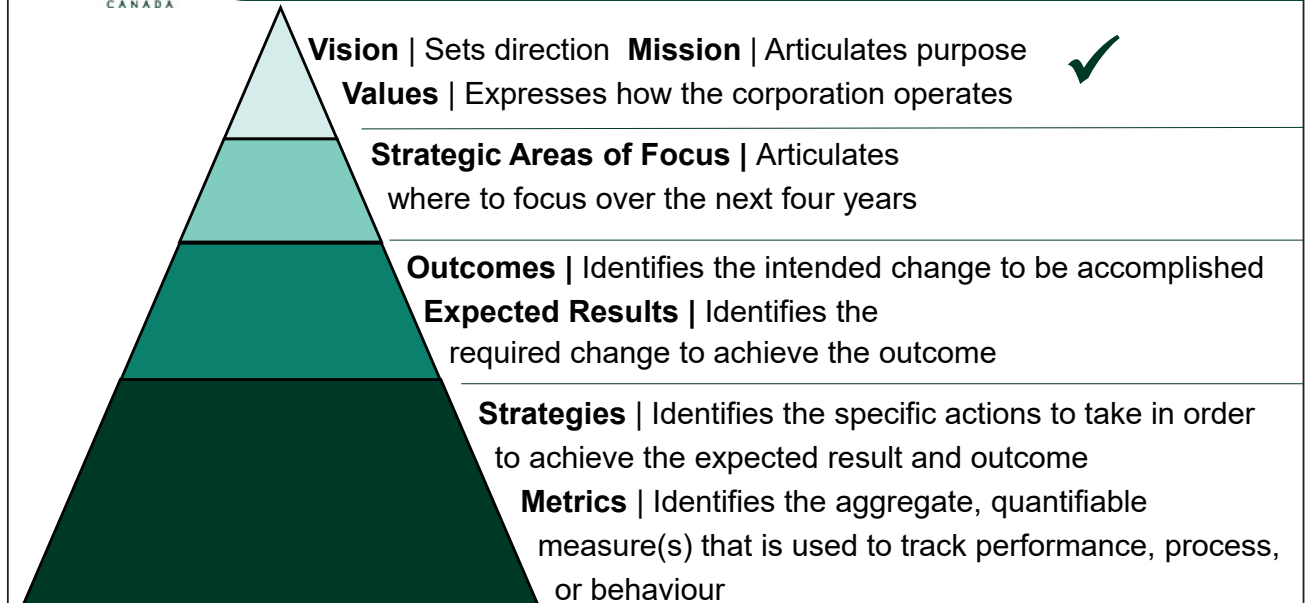 CANADA
Vision | Sets direction Mission | Articulates purpose
Values | Expresses how the corporation operates
Strategic Areas of Focus | Articulates
where to focus over the next four years
Outcomes | Identifies the intended change to be accomplished
Expected Results | Identifies the
required change to achieve the outcome
Strategies | Identifies the specific actions to take in order
to achieve the expected result and outcome
Metrics | Identifies the aggregate, quantifiable
measure(s) that is used to track performance, process,
or behaviour